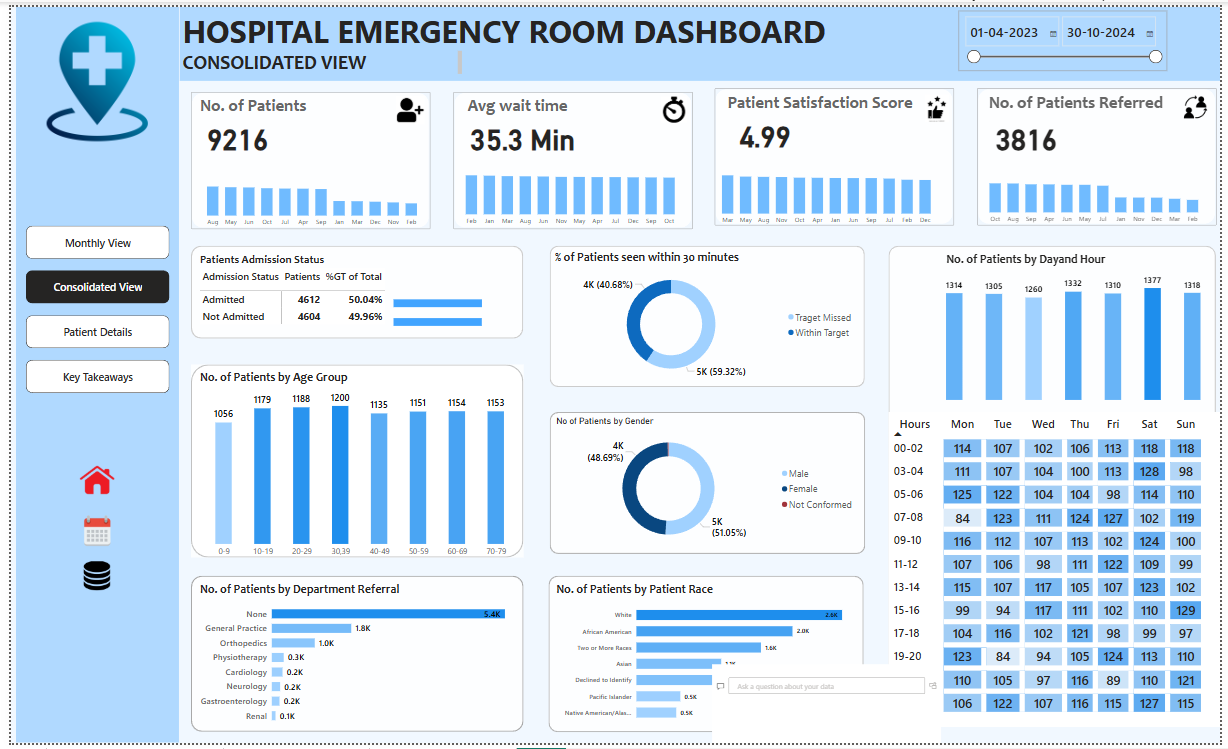 HOSPITAL EMERGENCY ROOM DASHBOARD
CONSOLIDATED VIEW
01-04-2023 30-10-2024
Monthly View
Consolidated View
Patient Details
Key Takeaways
No. of Patients
9216
Aug May Jun Oct Jul Apr Sep Jan Mar Dec Nov Feb
Avg wait time
35.3 Min
Feb Jan Mar Aug Jun Nov May Apr Jul Dec Sep Oct
Patient Satisfaction Score
4.99
Mar May Aug Nov Oct Apr Jan Jun Sep Jul Feb Dec
No. of Patients Referred
3816
Oct Aug Sep Apr Jun May Jul Jan Nov Dec Mar Feb
Patients Admission Status
Admission Status Patients %GT of Total
Admitted 4612 50.04%
Not Admitted 4604 49.96%
% of Patients seen within 30 minutes
4K (40.68%)
5K (59.32%)
Traget Missed
Within Target
No. of Patients by Dayand Hour
1314 1305 1260 1332 1310 1377 1318
Hours Mon Tue Wed Thu Fri Sat Sun
00-02 114 107 102 106 113 118 118
03-04 111 107 104 100 113 128 98
05-06 125 122 104 104 98 114 110
07-08 84 123 111 124 127 102 119
09-10 116 112 107 113 102 124 100
11-12 107 106 98 111 122 109 99
13-14 115 107 117 105 107 123 102
15-16 99 94 117 111 102 110 129
17-18 104 116 102 121 98 99 97
19-20 123 84 94 105 124 113 110
110 105 97 116 89 110 121
106 122 107 116 115 127 115
No. of Patients by Age Group
1056 1179 1188 1200 1135 1151 1154 1153
0-9 10-19 20-29 30,39 40-49 50-59 60-69 70-79
No of Patients by Gender
4K
(48.69%)
5K
(51.05%)
Male
Female
Not Conformed
No. of Patients by Department Referral
None 5.4K
General Practice 1.8K
Orthopedics 1.0K
Physiotherapy 0.3K
Cardiology 0.2K
Neurology 0.2K
Gastroenterology 0.2K
Renal 0.1K
No. of Patients by Patient Race
White 2.6K
African American 2.0K
Two or More Races 1.6K
Asian
Declined to Identify
Pacific Islander 0.5K
Native American/Alas... 0.5K
Ask a question about your data